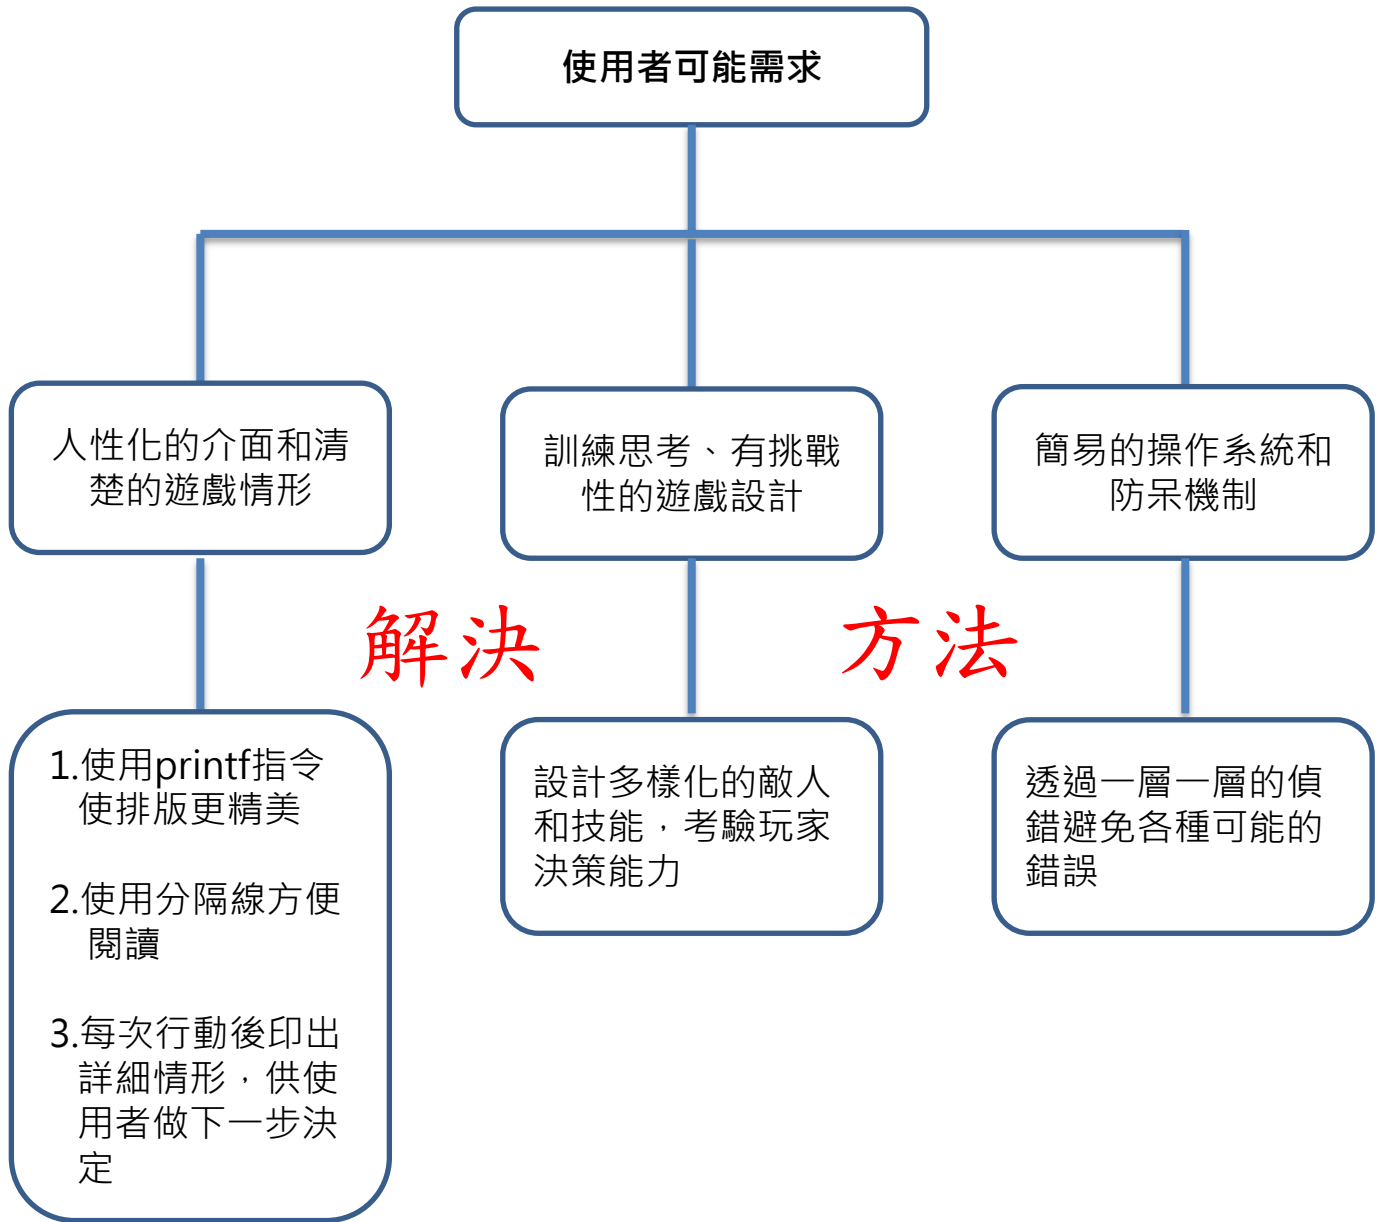 使用者可能需求
人性化的介面和清
楚的遊戲情形
訓練思考、有挑戰
性的遊戲設計
簡易的操作系統和
防呆機制
解決
方法
1.使用printf指令
使排版更精美
2.使用分隔線方便
閱讀
3.每次行動後印出
詳細情形，供使
用者做下一步決
定
設計多樣化的敵人
和技能，考驗玩家
決策能力
透過一層一層的偵
錯避免各種可能的
錯誤